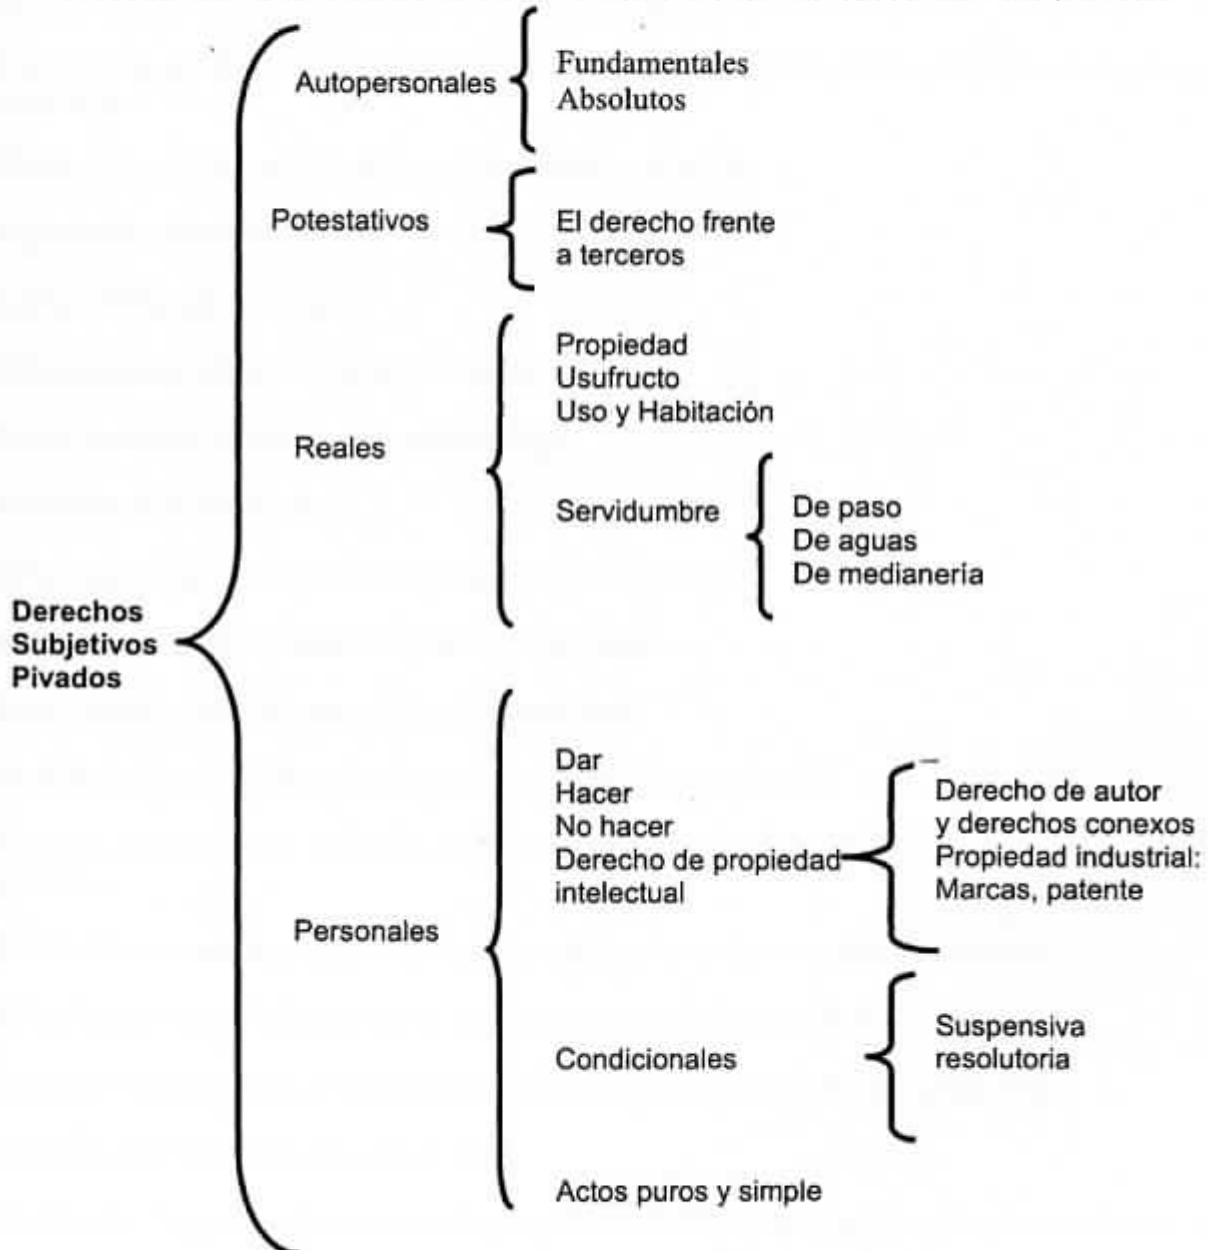 Autopersonales
Fundamentales
Absolutos
Potestativos
El derecho frente
a terceros
Reales
Propiedad
Usufructo
Uso y Habitación
Servidumbre
De paso
De aguas
De medianería
Derechos
Subjetivos
Pivados
Personales
Dar
Hacer
No hacer
Derecho de propiedad
intelectual
Derecho de autor
y derechos conexos
Propiedad industrial:
Marcas, patente
Condicionales
Suspensiva
resolutoria
Actos puros y simple